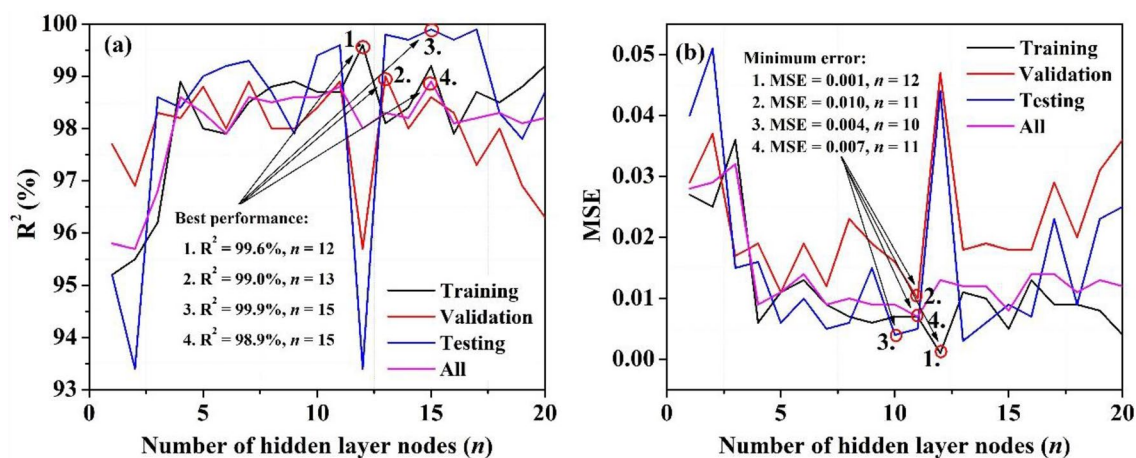 (a)
100
99
98
97
96
95
94
93
R² (%)
0
5
10
15
20
Number of hidden layer nodes (n)
1.
2.
3.
4.
Best performance:
1. R² = 99.6%, n = 12
2. R² = 99.0%, n = 13
3. R² = 99.9%, n = 15
4. R² = 98.9%, n = 15
Training
Validation
Testing
All
(b)
0.05
0.04
0.03
0.02
0.01
0.00
MSE
0
5
10
15
20
Number of hidden layer nodes (n)
Minimum error:
1. MSE = 0.001, n = 12
2. MSE = 0.010, n = 11
3. MSE = 0.004, n = 10
4. MSE = 0.007, n = 11
Training
Validation
Testing
All
2.
4.
3.
1.